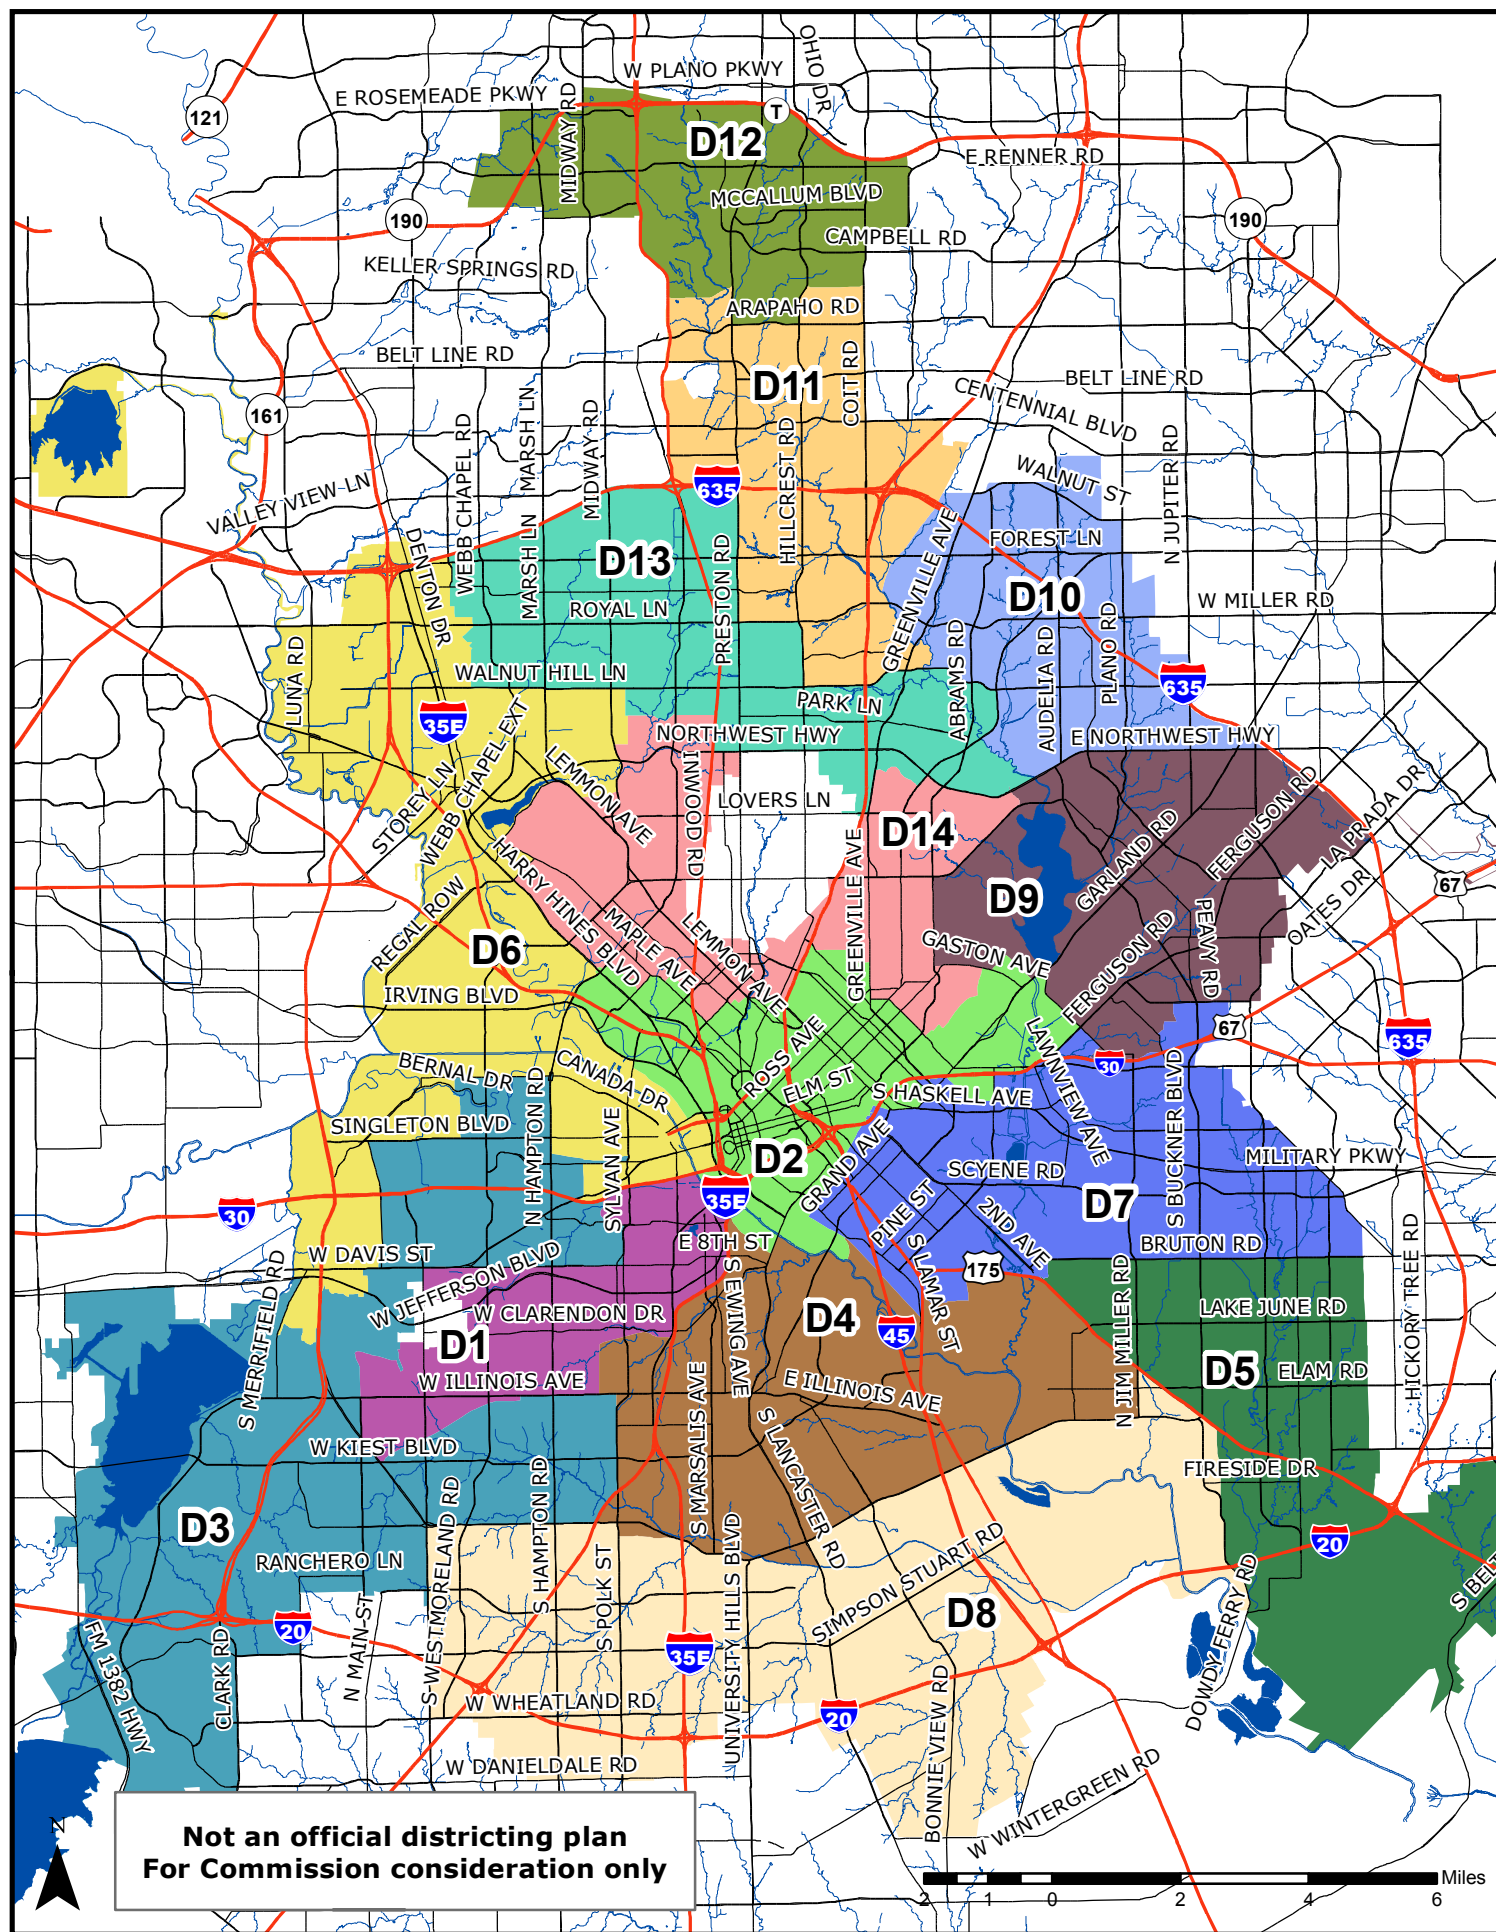 W PLANO PKWY
OHIO DR
E ROSEMEADE PKWY
MIDWAY RD
121
T
D12
E RENNER RD
MCCALLUM BLVD
190
CAMPBELL RD
190
KELLER SPRINGS RD
ARAPAHO RD
BELT LINE RD
COIT RD
D11
BELT LINE RD
CENTENNIAL BLVD
161
WEBB CHAPEL RD
MARSH LN
MIDWAY RD
HILLCREST RD
N JUPITER RD
WALNUT ST
VALLEY VIEW LN
635
MARSH LN
DENTON DR
D13
PRESTON RD
GREENVILLE AVE
FOREST LN
D10
ROYAL LN
W MILLER RD
LUNA RD
WALNUT HILL LN
ABRAMS RD
AUDELIA RD
PLANO RD
635
PARK LN
35E
NORTHWEST HWY
E NORTHWEST HWY
STOREY LN
WEBB CHAPEL EXT
LEMMON AVE
INWOOD RD
LOVERS LN
D14
GARLAND RD
FERGUSON RD
LA PRADA DR
HARRY HINES BLVD
GREENVILLE AVE
67
REGAL ROW
D6
MAPLE AVE
LEMMON AVE
D9
GASTON AVE
FERGUSON RD
PEAVY RD
OATES DR
IRVING BLVD
67
635
BERNAL DR
CANADA DR
ROSS AVE
ELM ST
LAWNVIEW AVE
30
S HASKELL AVE
SINGLETON BLVD
N HAMPTON RD
SYLVAN AVE
D2
GRAND AVE
SCYENE RD
S BUCKNER BLVD
MILITARY PKWY
30
35E
D7
PINE ST
2ND AVE
W DAVIS ST
E 8TH ST
BRUTON RD
S MERRIFIELD RD
W JEFFERSON BLVD
S EWING AVE
S LAMAR ST
175
N JIM MILLER RD
HICKORY TREE RD
W CLARENDON DR
D4
45
LAKE JUNE RD
D1
W ILLINOIS AVE
E ILLINOIS AVE
D5
ELAM RD
W KIEST BLVD
S MARSALIS AVE
S LANCASTER RD
FIRESIDE DR
D3
S WESTMORELAND RD
S HAMPTON RD
20
RANCHERO LN
S POLK ST
UNIVERSITY HILLS BLVD
SIMPSON STUART RD
S BELT
20
N MAIN ST
D8
DOWDY FERRY RD
FM 1382 HWY
CLARK RD
35E
W WHEATLAND RD
20
BONNIE VIEW RD
W DANIELDALE RD
W WINTERGREEN RD
N
Not an official districting plan
For Commission consideration only
2 1 0 2 4 6 Miles